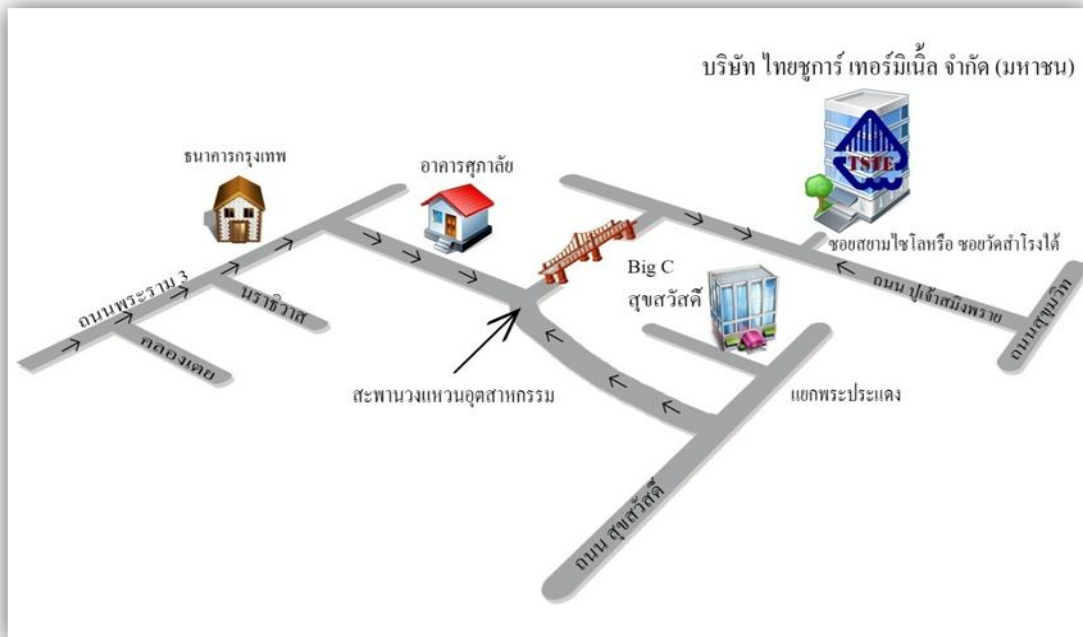 บริษัท ไทยชูการ์ เทอร์มิเนิ้ล จำกัด (มหาชน)
TSTE
ธนาคารกรุงเทพ
อาคารศุภาลัย
ซอยสยามไซโลหรือ ซอยวัดสำโรงใต้
Big C
สุขสวัสดิ์
ถนนพระราม 3
นราธิวาส
คลองเตย
ถนน ปูเจ้าสมิงพราย
ถนนสุขุมวิท
สะพานวงแหวนอุตสาหกรรม
แยกพระประแดง
ถนน สุขสวัสดิ์